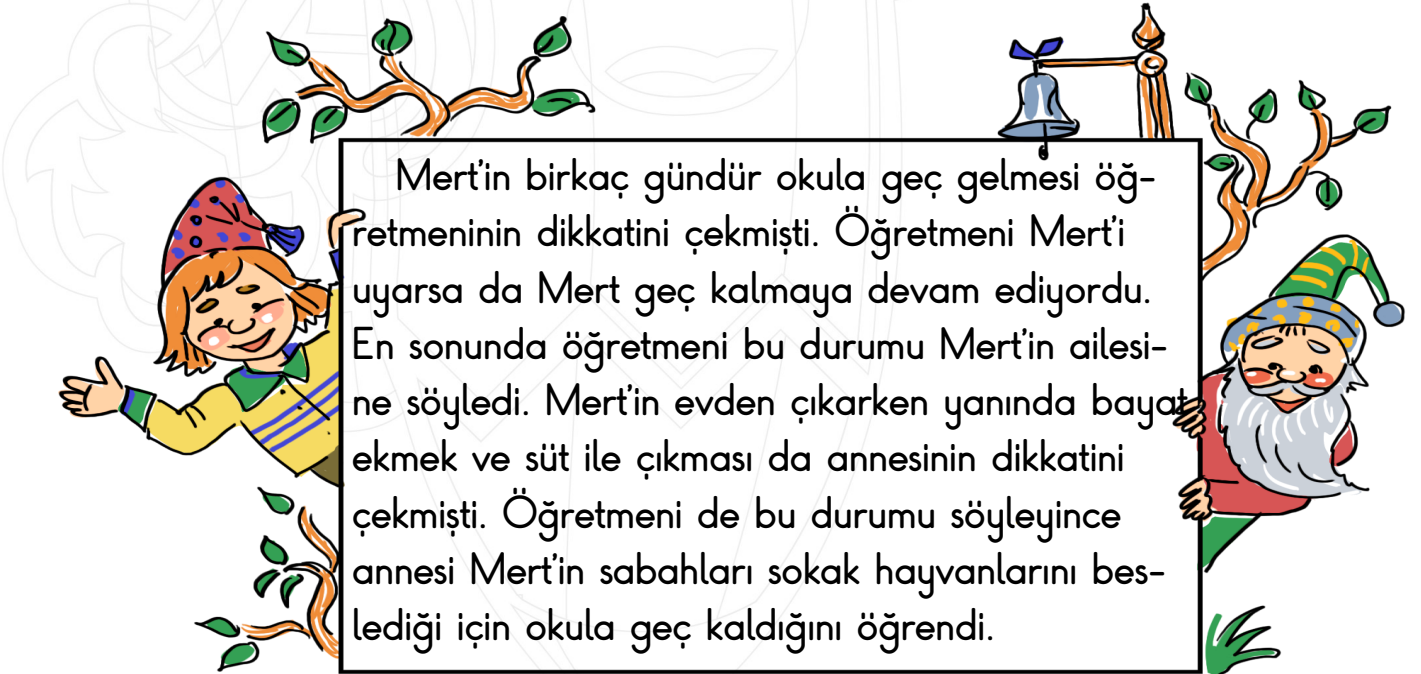 Mert'in birkaç gündür okula geç gelmesi öğ-
retmeninin dikkatini çekmişti. Öğretmeni Mert'i
uyarsa da Mert geç kalmaya devam ediyordu.
En sonunda öğretmeni bu durumu Mert'in ailesi-
ne söyledi. Mert'in evden çıkarken yanında bayat
ekmek ve süt ile çıkması da annesinin dikkatini
çekmişti. Öğretmeni de bu durumu söyleyince
annesi Mert'in sabahları sokak hayvanlarını bes-
lediği için okula geç kaldığını öğrendi.